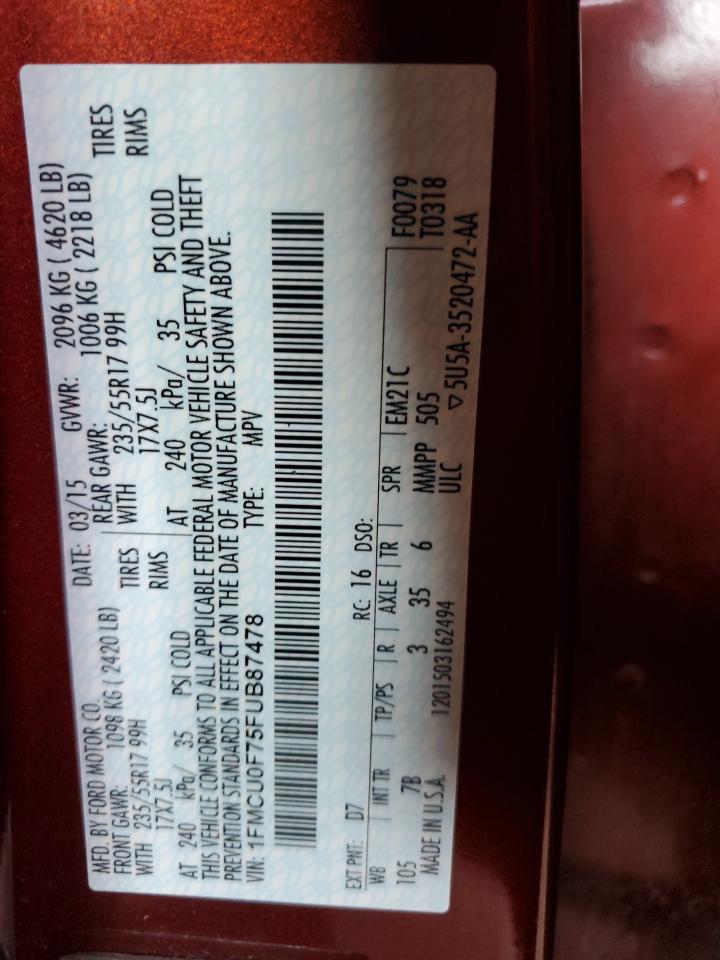 MFD. BY FORD MOTOR CO. DATE: 03/15 GVWR: 2096 KG ( 4620 LB)
FRONT GAWR: 1098 KG ( 2420 LB) REAR GAWR: 1006 KG ( 2218 LB)
WITH 235/55R17 99H TIRES WITH 235/55R17 99H TIRES
17X7.5J RIMS 17X7.5J RIMS
AT 240 kPa/ 35 PSI COLD AT 240 kPa/ 35 PSI COLD
THIS VEHICLE CONFORMS TO ALL APPLICABLE FEDERAL MOTOR VEHICLE SAFETY AND THEFT
PREVENTION STANDARDS IN EFFECT ON THE DATE OF MANUFACTURE SHOWN ABOVE.
VIN: 1FMCU0F75FUB87478 TYPE: MPV
EXT PNT: D7 RC: 16 DSO:
WB INT TR TP/PS R AXLE TR SPR EM21C F0079
105 7B 3 35 6 MMPP 505 T0318
MADE IN U.S.A. ULC
1201503162494 ▽5U5A-3520472-AA